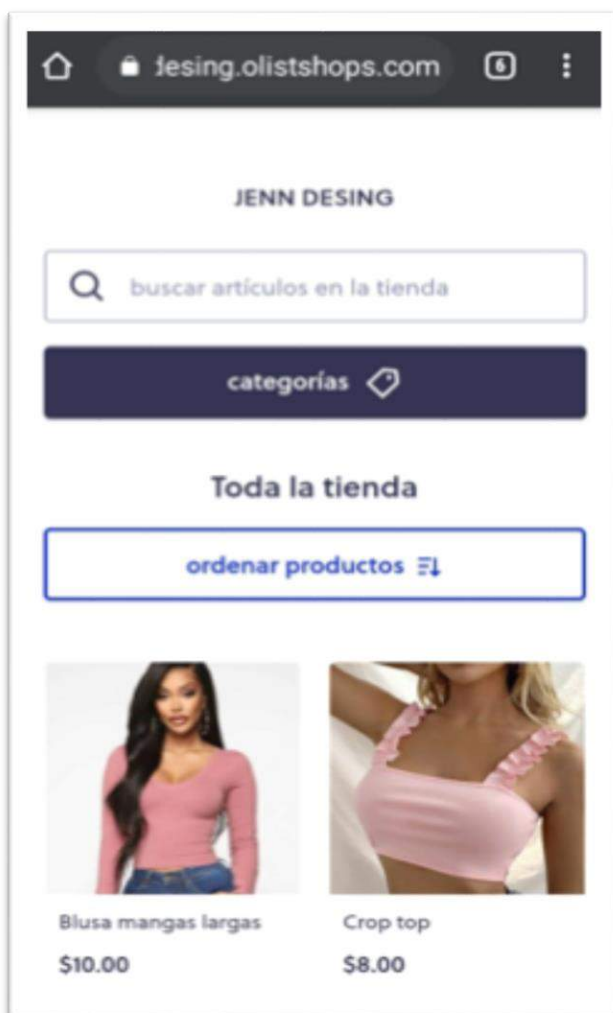 desing.olistshops.com 6
JENN DESING
buscar artículos en la tienda
categorías
Toda la tienda
ordenar productos
Blusa mangas largas Crop top
$10.00 $8.00